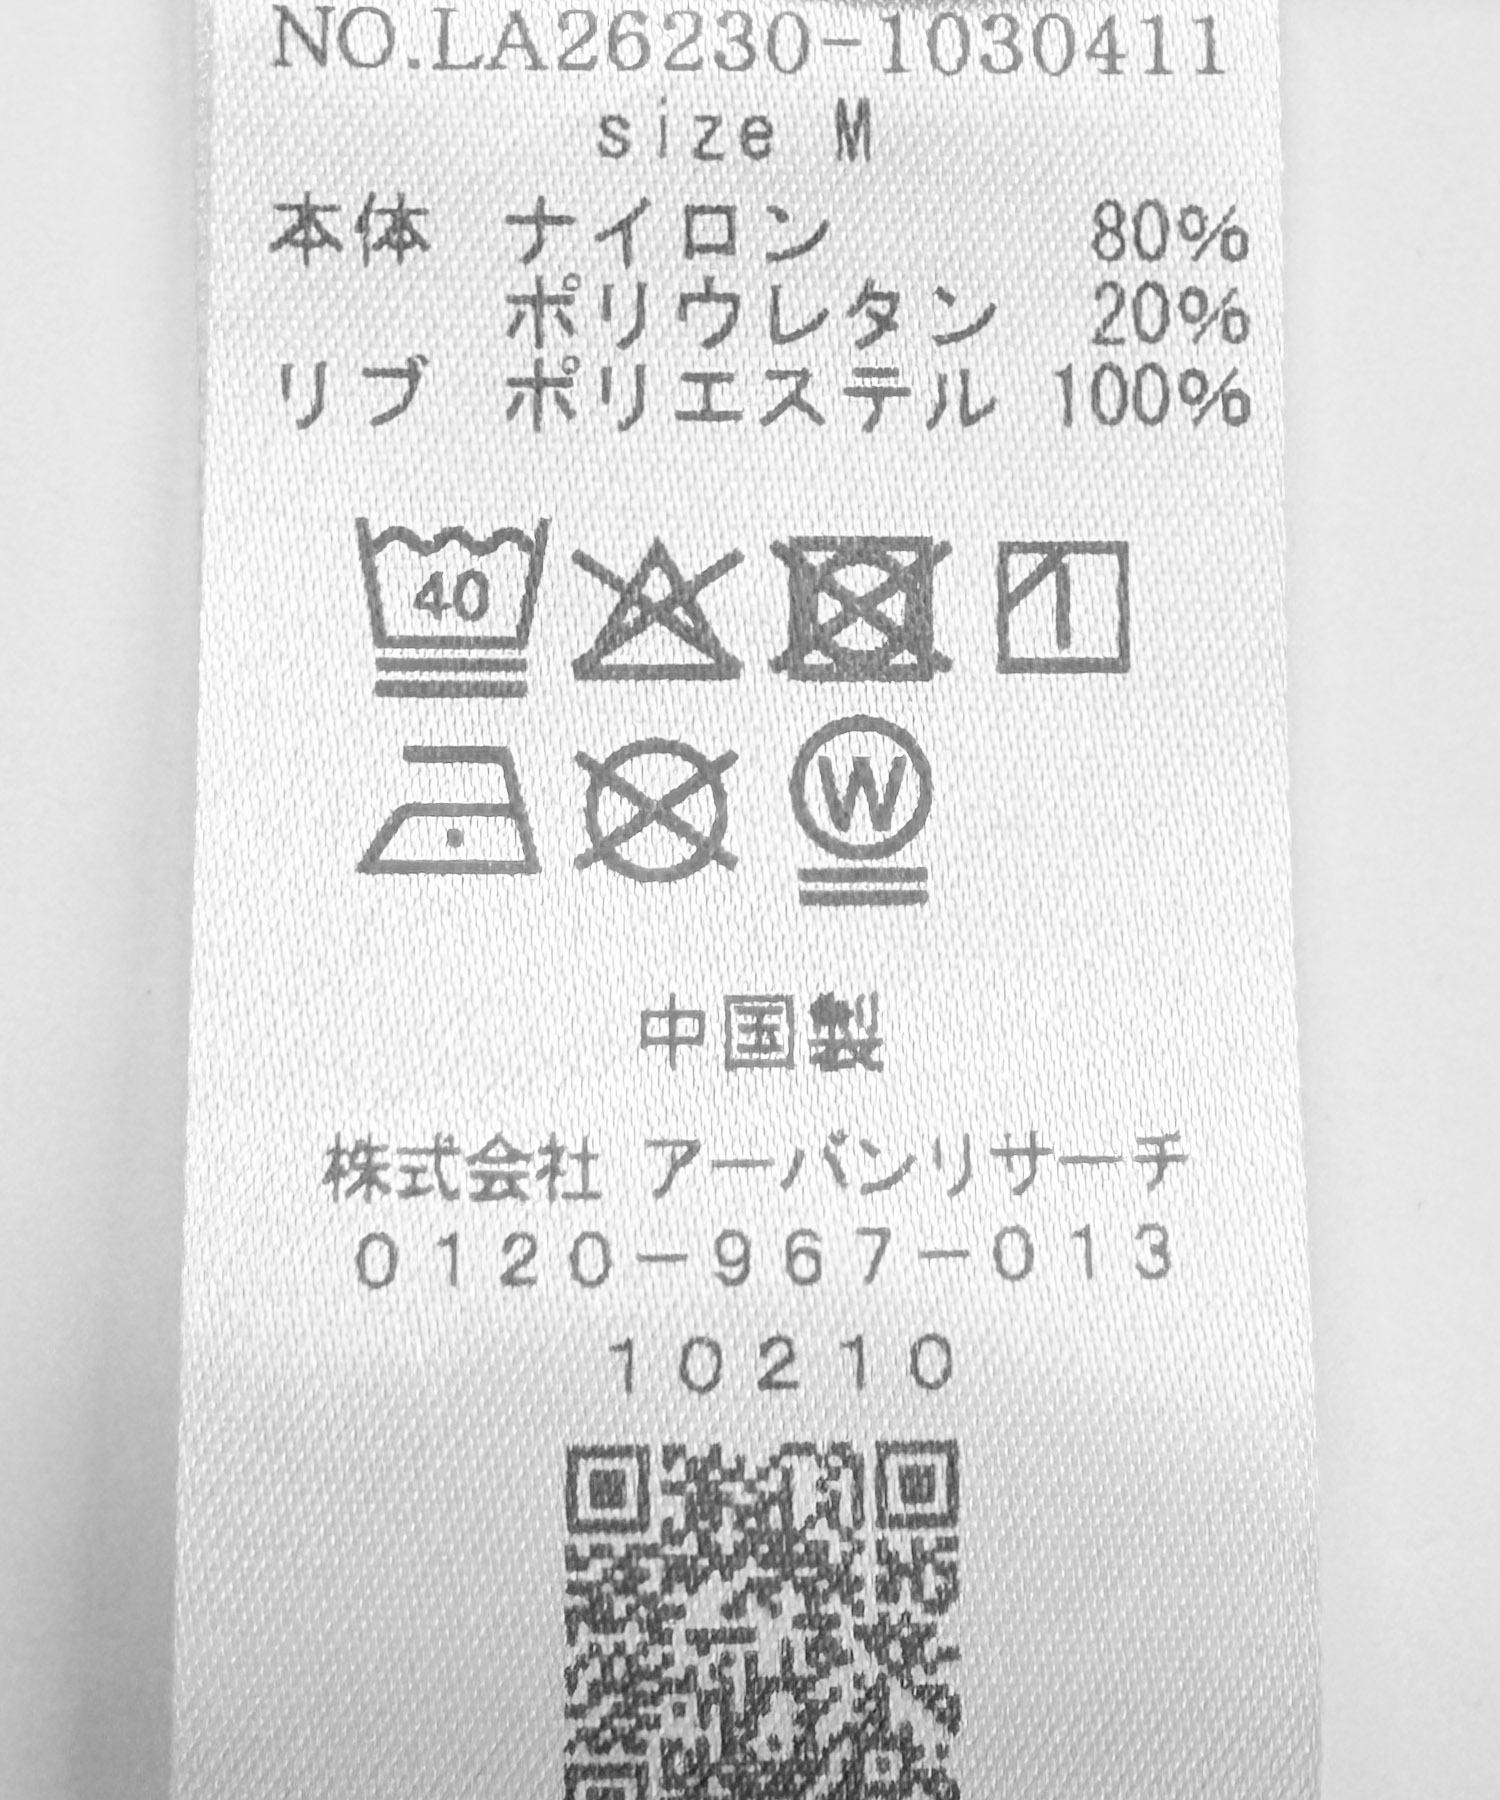 NO.LA26230-1030411
size M
本体 ナイロン 80%
ポリウレタン 20%
リブ ポリエステル 100%
40
W
中国製
株式会社 アーバンリサーチ
0120-967-013
10210